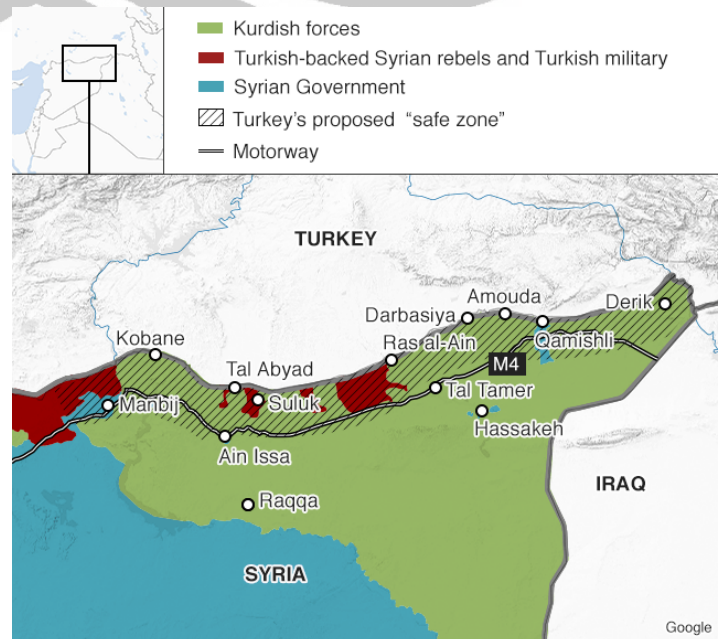 Kurdish forces
Turkish-backed Syrian rebels and Turkish military
Syrian Government
Turkey's proposed “safe zone”
Motorway
TURKEY
Derik
Amouda
Darbasiya
Qamishli
Ras al-Ain
Kobane
M4
Tal Abyad
Tal Tamer
Suluk
Manbij
Hassakeh
Ain Issa
IRAQ
Raqqa
SYRIA
Google